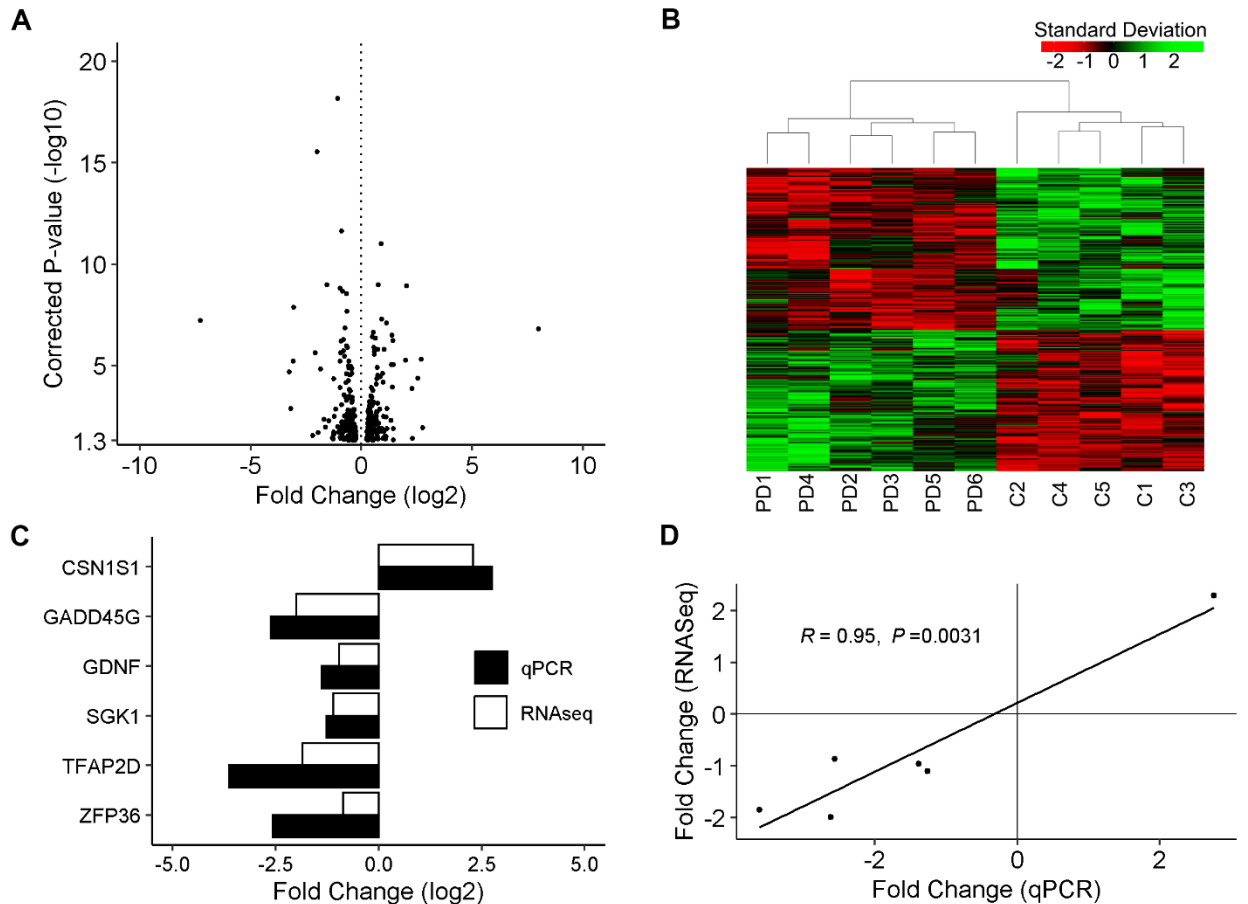 A
Corrected P-value (-log10)
20
15
10
5
1.3
-10
-5
0
5
10
Fold Change (log2)
B
Standard Deviation
-2 -1 0 1 2
PD1
PD4
PD2
PD3
PD5
PD6
C2
C4
C5
C1
C3
C
CSN1S1
GADD45G
GDNF
SGK1
TFAP2D
ZFP36
qPCR
RNAseq
-5.0
-2.5
0.0
2.5
5.0
Fold Change (log2)
D
Fold Change (RNASeq)
2
1
0
-1
-2
R = 0.95, P=0.0031
-2
0
2
Fold Change (qPCR)